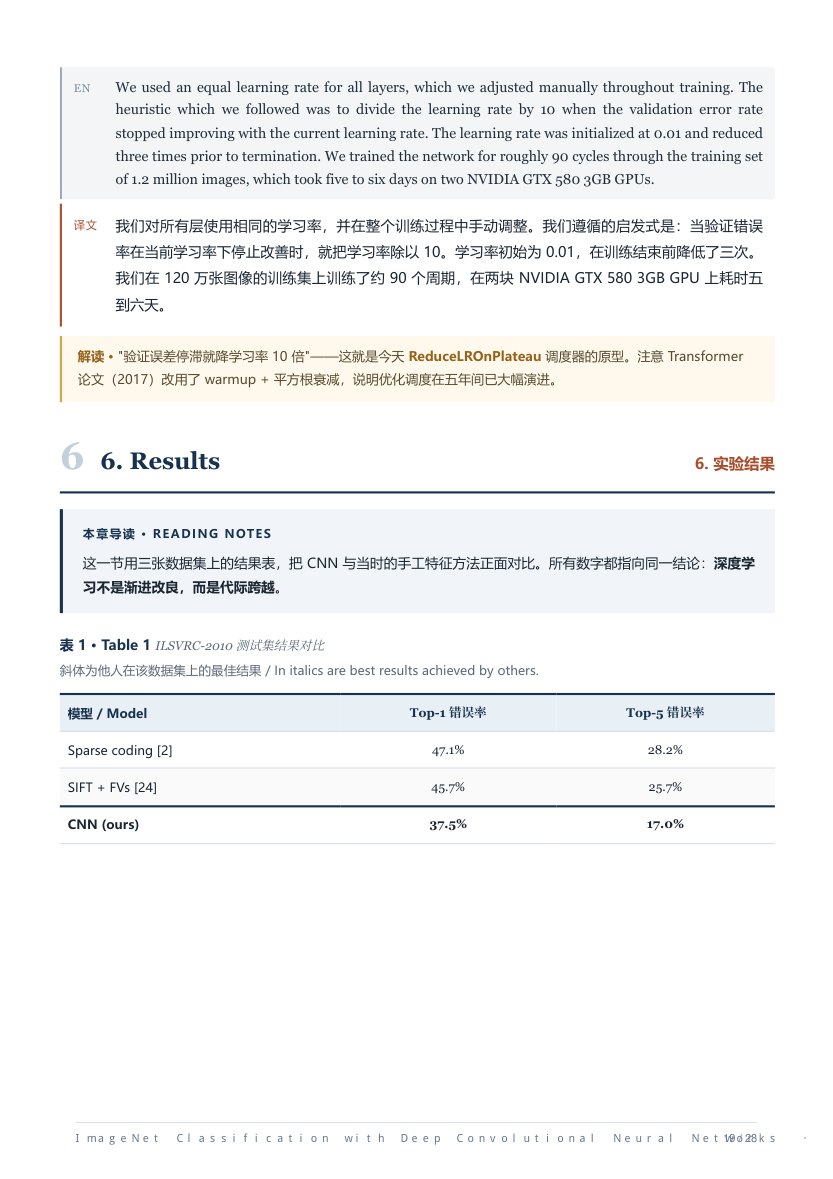 EN
We used an equal learning rate for all layers, which we adjusted manually throughout training. The
heuristic which we followed was to divide the learning rate by 10 when the validation error rate
stopped improving with the current learning rate. The learning rate was initialized at 0.01 and reduced
three times prior to termination. We trained the network for roughly 90 cycles through the training set
of 1.2 million images, which took five to six days on two NVIDIA GTX 580 3GB GPUs.
译文
我们对所有层使用相同的学习率，并在整个训练过程中手动调整。我们遵循的启发式是：当验证错误
率在当前学习率下停止改善时，就把学习率除以 10。学习率初始为 0.01，在训练结束前降低了三次。
我们在 120 万张图像的训练集上训练了约 90 个周期，在两块 NVIDIA GTX 580 3GB GPU 上耗时五
到六天。
解读 • "验证误差停滞就降学习率 10 倍"——这就是今天 ReduceLROnPlateau 调度器的原型。注意 Transformer
论文（2017）改用了 warmup + 平方根衰减，说明优化调度在五年间已大幅演进。
6 6. Results 6. 实验结果
本章导读 • READING NOTES
这一节用三张数据集上的结果表，把 CNN 与当时的手工特征方法正面对比。所有数字都指向同一结论：深度学
习不是渐进改良，而是代际跨越。
表 1 • Table 1 ILSVRC-2010 测试集结果对比
斜体为他人在该数据集上的最佳结果 / In italics are best results achieved by others.
模型 / Model Top-1 错误率 Top-5 错误率
Sparse coding [2] 47.1% 28.2%
SIFT + FVs [24] 45.7% 25.7%
CNN (ours) 37.5% 17.0%
ImageNet Classification with Deep Convolutional Neural Networks ·
19 / 28